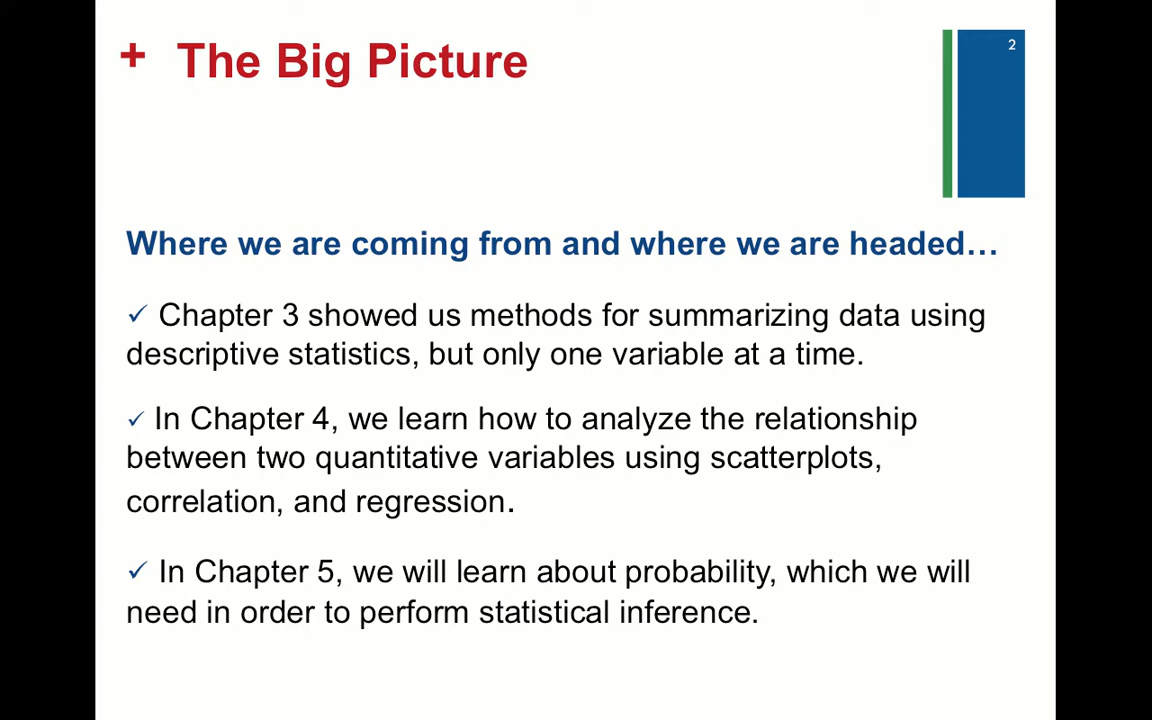 2
+ The Big Picture
Where we are coming from and where we are headed…
✓ Chapter 3 showed us methods for summarizing data using
descriptive statistics, but only one variable at a time.
✓ In Chapter 4, we learn how to analyze the relationship
between two quantitative variables using scatterplots,
correlation, and regression.
✓ In Chapter 5, we will learn about probability, which we will
need in order to perform statistical inference.